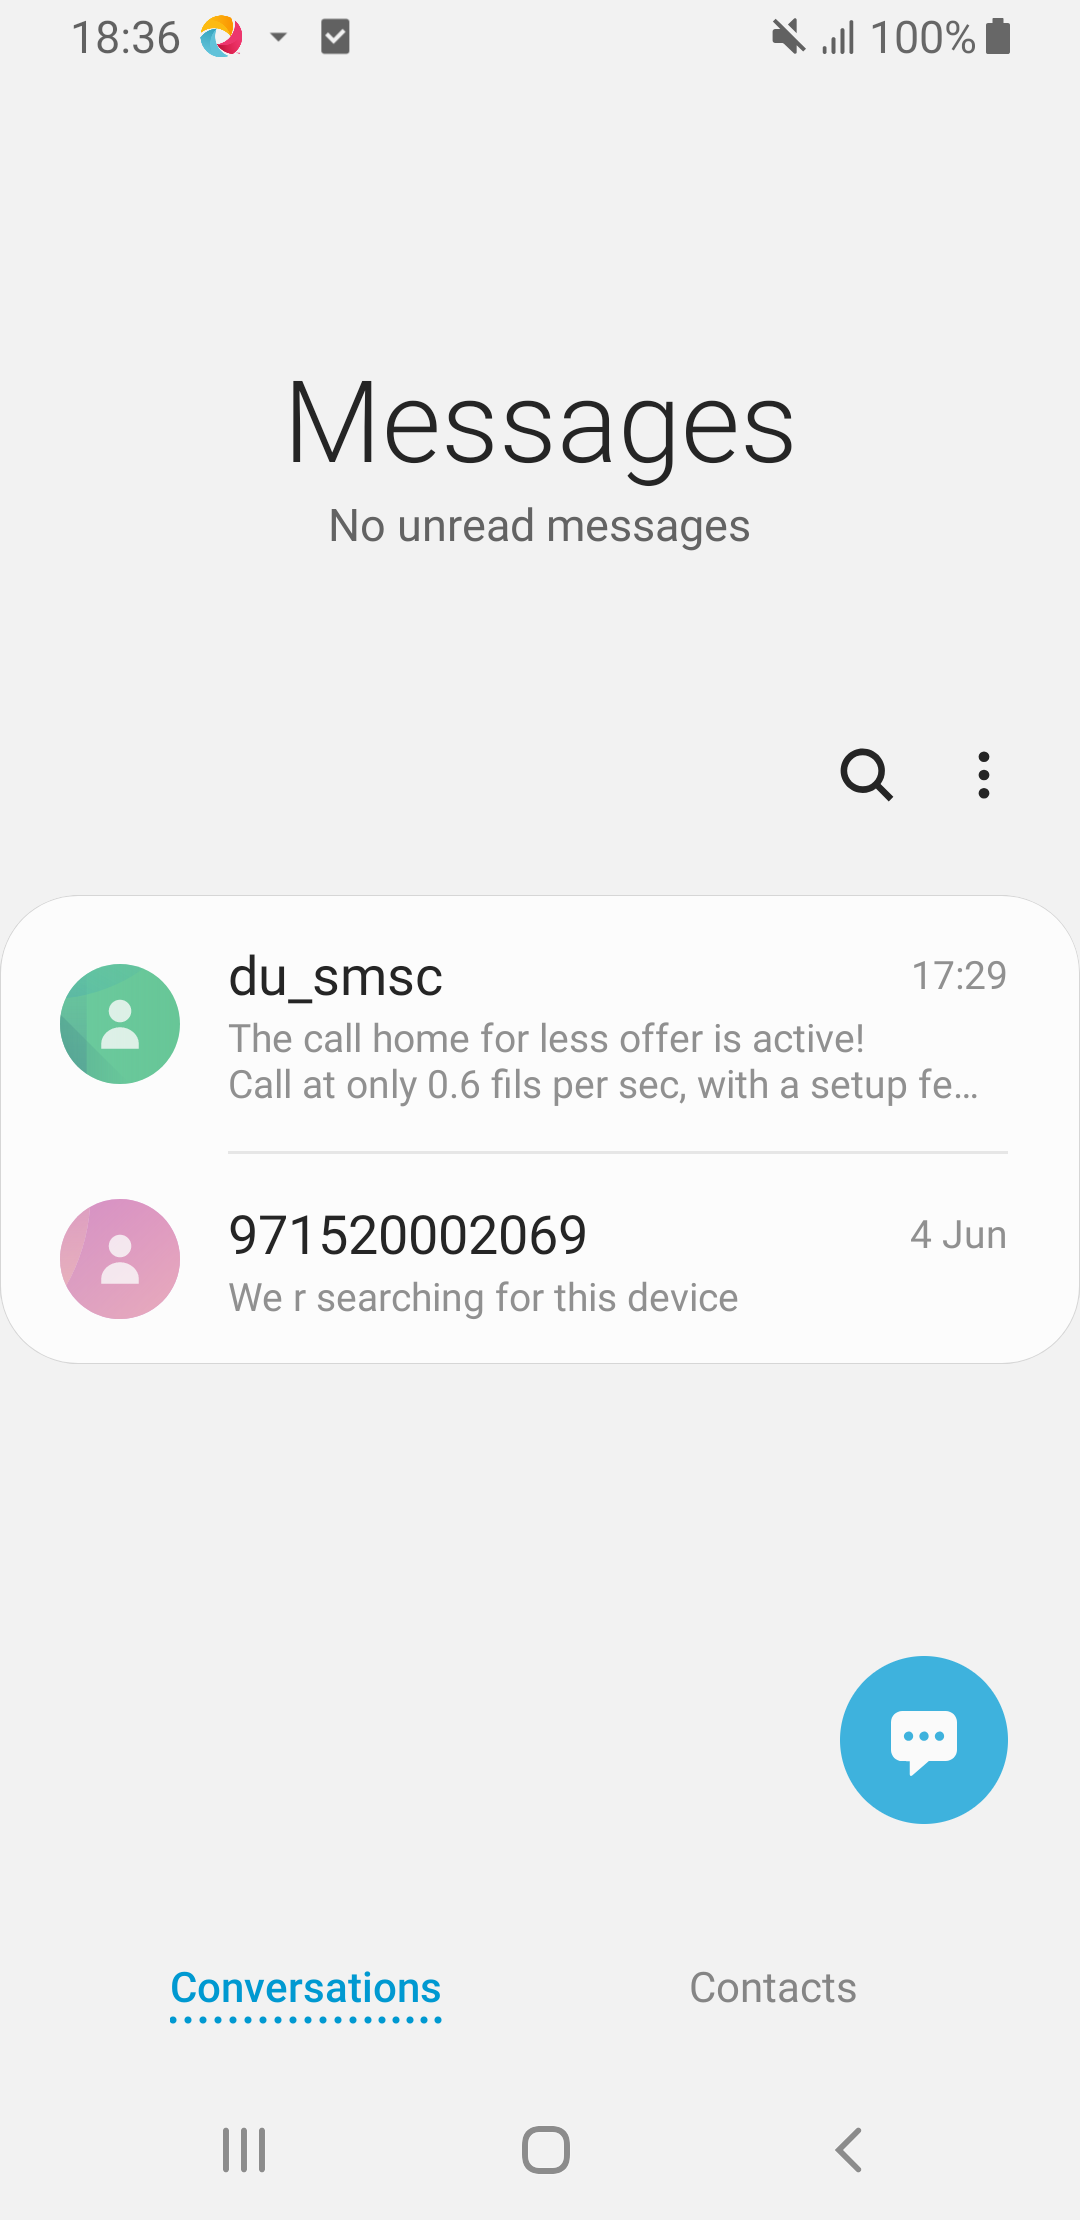 18:36
100%
Messages
No unread messages
du_smsc
17:29
The call home for less offer is active!
Call at only 0.6 fils per sec, with a setup fe...
971520002069
4 Jun
We r searching for this device
Conversations
Contacts